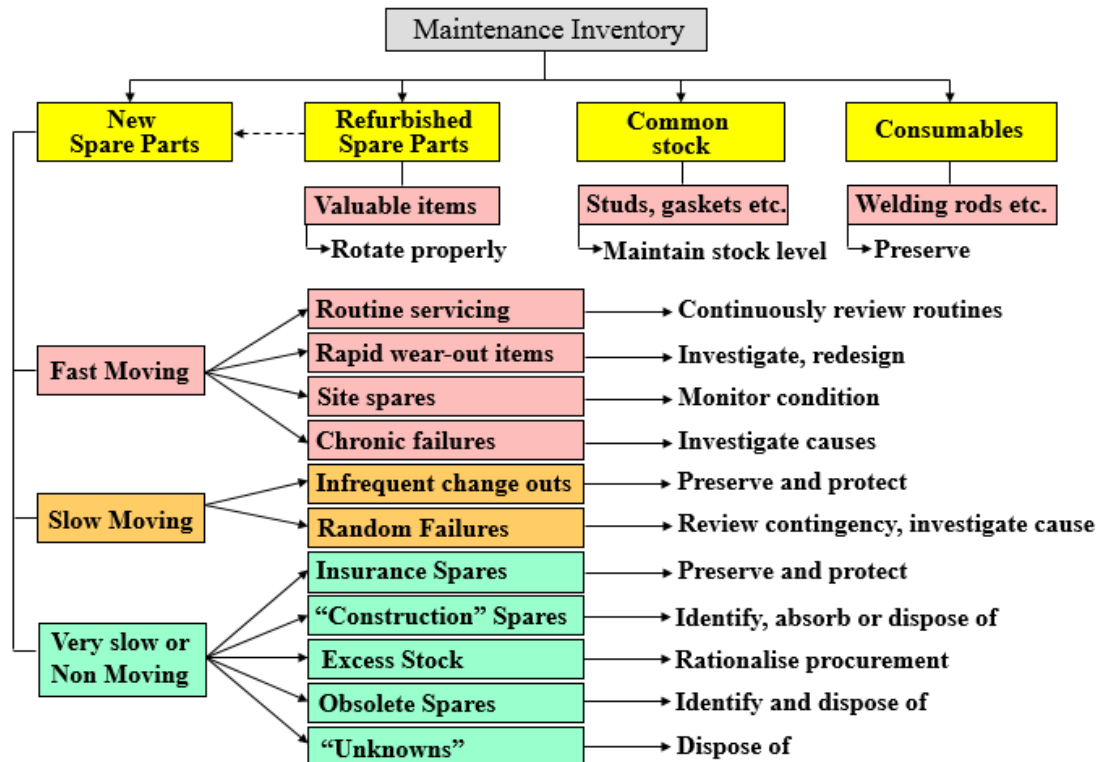 Maintenance Inventory
New
Spare Parts
Refurbished
Spare Parts
Common
stock
Consumables
Valuable items
Studs, gaskets etc.
Welding rods etc.
Rotate properly
Maintain stock level
Preserve
Fast Moving
Routine servicing
Continuously review routines
Rapid wear-out items
Investigate, redesign
Site spares
Monitor condition
Chronic failures
Investigate causes
Slow Moving
Infrequent change outs
Preserve and protect
Random Failures
Review contingency, investigate cause
Very slow or
Non Moving
Insurance Spares
Preserve and protect
“Construction” Spares
Identify, absorb or dispose of
Excess Stock
Rationalise procurement
Obsolete Spares
Identify and dispose of
“Unknowns”
Dispose of